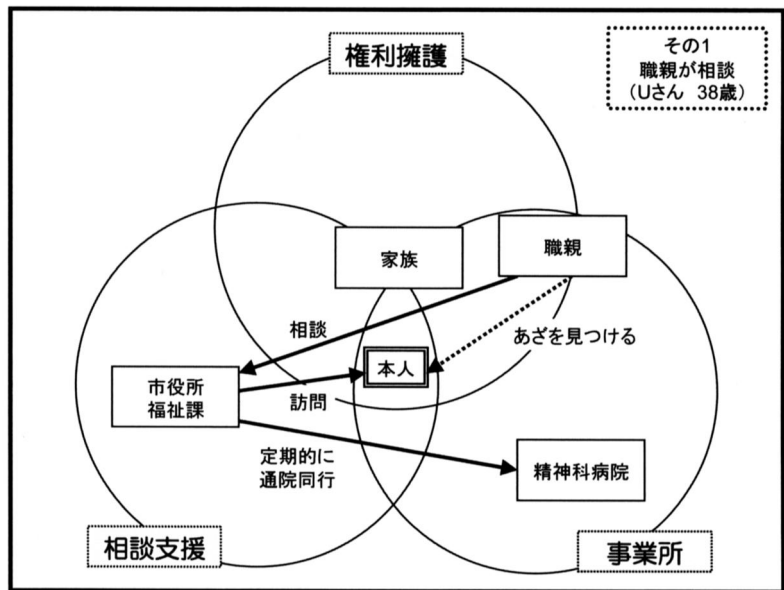 権利擁護
その1
職親が相談
（Uさん 38歳）
家族
職親
相談
あざを見つける
本人
市役所
福祉課
訪問
定期的に
通院同行
精神科病院
相談支援
事業所